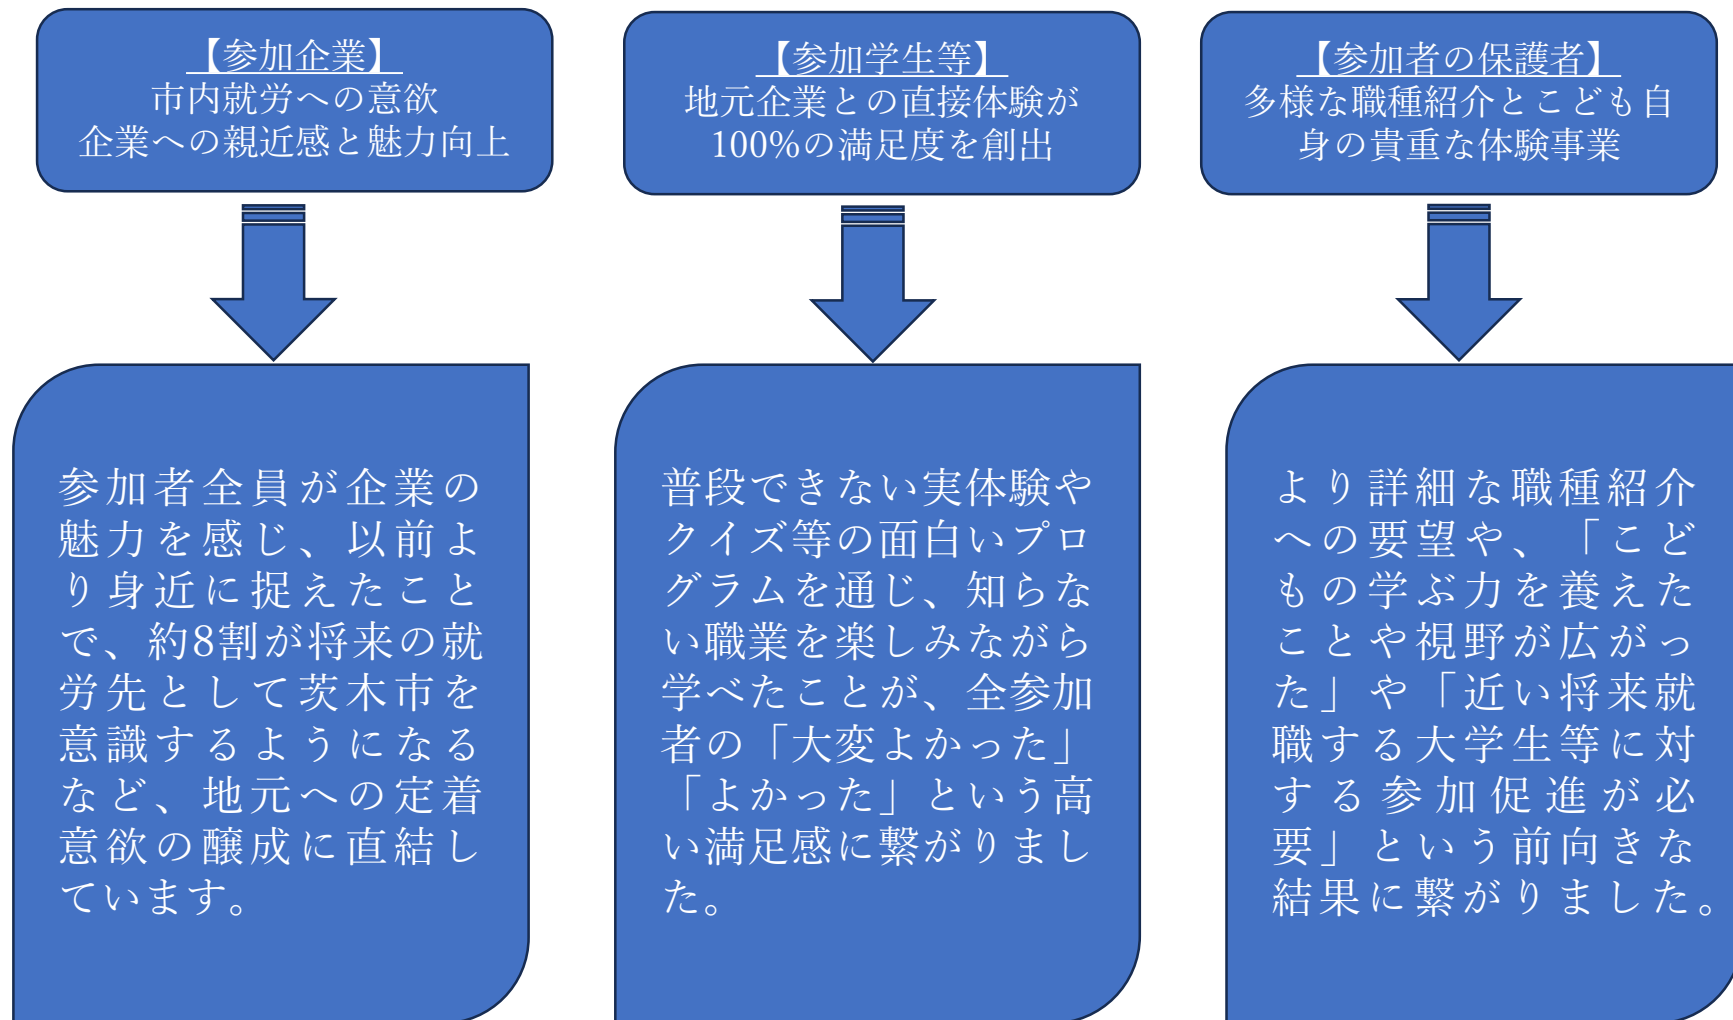 【参加企業】
市内就労への意欲
企業への親近感と魅力向上
参加者全員が企業の
魅力を感じ、以前よ
り身近に捉えたこと
で、約8割が将来の就
労先として茨木市を
意識するようになる
など、地元への定着
意欲の醸成に直結し
ています。
【参加学生等】
地元企業との直接体験が
100%の満足度を創出
普段できない実体験や
クイズ等の面白いプロ
グラムを通じ、知らな
い職業を楽しみながら
学べたことが、全参加
者の「大変よかった」
「よかった」という高
い満足感に繋がりまし
た。
【参加者の保護者】
多様な職種紹介とこども自
身の貴重な体験事業
より詳細な職種紹介
への要望や、「こど
もの学ぶ力を養えた
ことや視野が広がっ
た」や「近い将来就
職する大学生等に対
する参加促進が必
要」という前向きな
結果に繋がりました。